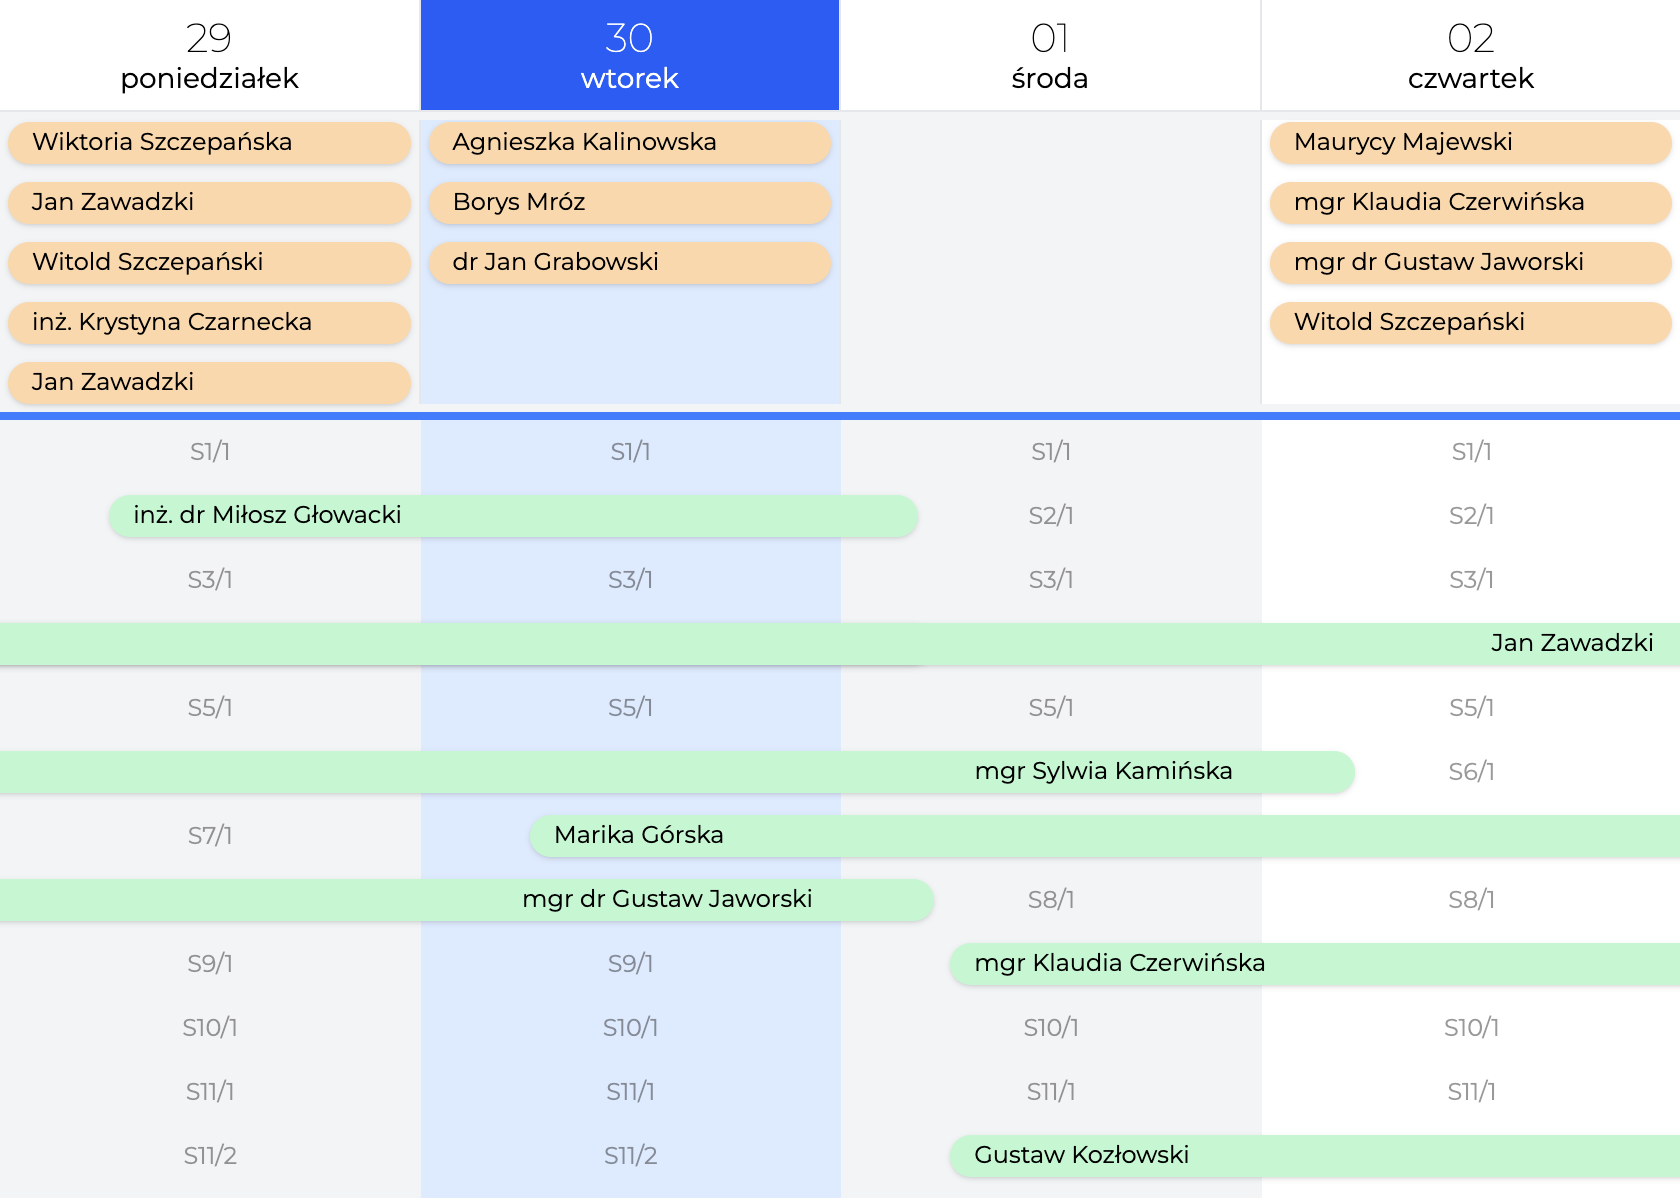 29
poniedziałek
30
wtorek
01
środa
02
czwartek
Wiktoria Szczepańska
Agnieszka Kalinowska
Maurycy Majewski
Jan Zawadzki
Borys Mróz
mgr Klaudia Czerwińska
Witold Szczepański
dr Jan Grabowski
mgr dr Gustaw Jaworski
inż. Krystyna Czarnecka
Witold Szczepański
Jan Zawadzki
S1/1
S1/1
S1/1
S1/1
inż. dr Miłosz Głowacki
S2/1
S2/1
S3/1
S3/1
S3/1
S3/1
Jan Zawadzki
S5/1
S5/1
S5/1
S5/1
mgr Sylwia Kamińska
S6/1
S7/1
Marika Górska
mgr dr Gustaw Jaworski
S8/1
S8/1
S9/1
S9/1
mgr Klaudia Czerwińska
S10/1
S10/1
S10/1
S10/1
S11/1
S11/1
S11/1
S11/1
S11/2
S11/2
Gustaw Kozłowski